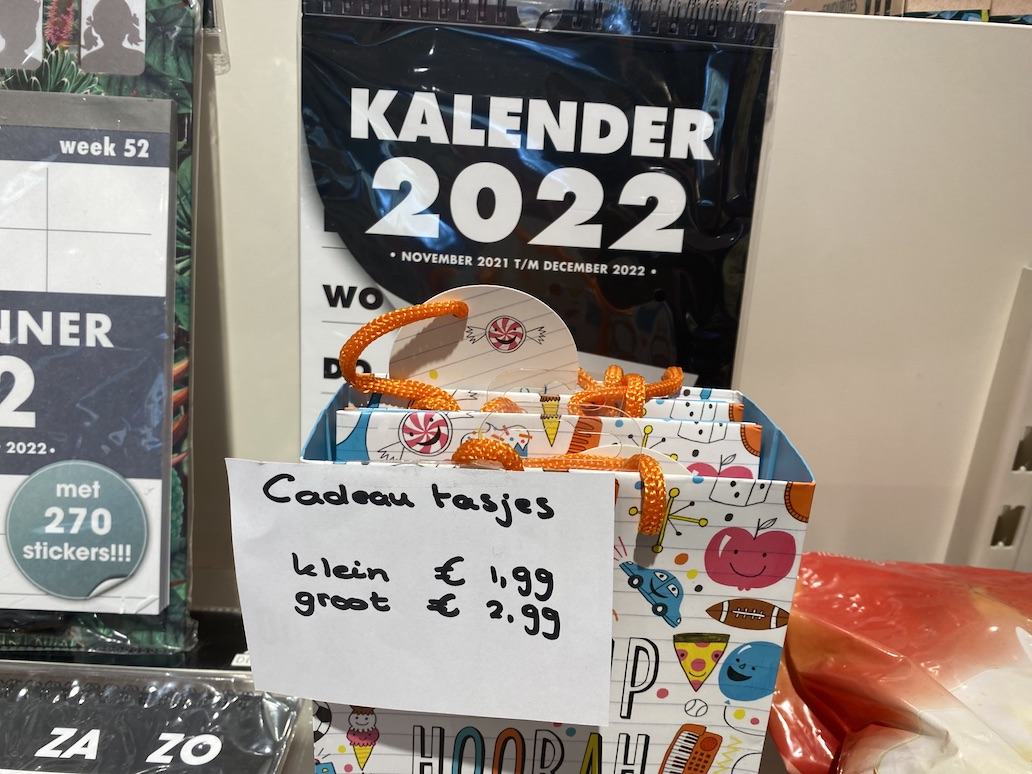 week 52
NNER
2
2022•
met
270
stickers!!!
KALENDER
2022
• NOVEMBER 2021 T/M DECEMBER 2022 •
WO
DO
Cadeau tasjes
klein € 1,99
groot € 2,99
P
HOORAH
ZA ZO